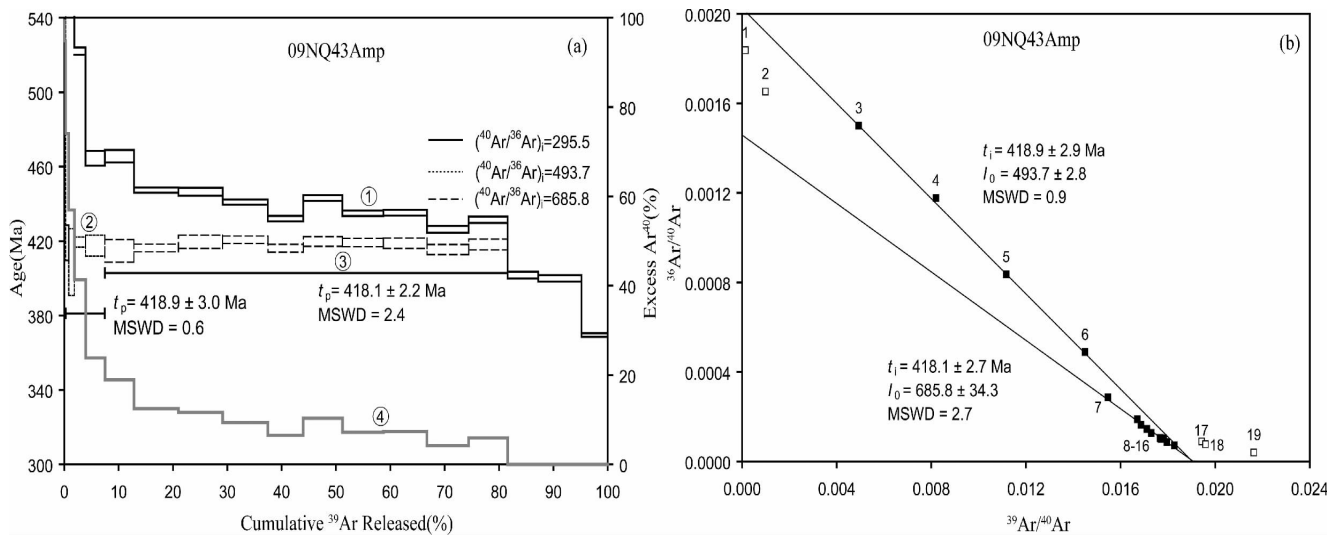 09NQ43Amp
(a)
(⁴⁰Ar/³⁶Ar)ᵢ=295.5
(⁴⁰Ar/³⁶Ar)ᵢ=493.7
(⁴⁰Ar/³⁶Ar)ᵢ=685.8
①
②
③
④
tₚ= 418.9 ± 3.0 Ma
MSWD = 0.6
tₚ= 418.1 ± 2.2 Ma
MSWD = 2.4
Age(Ma)
540
500
460
420
380
340
300
0 10 20 30 40 50 60 70 80 90 100
Cumulative ³⁹Ar Released(%)
100
80
60
40
20
0
Excess Ar⁴⁰(%)
09NQ43Amp
(b)
³⁶Ar/⁴⁰Ar
0.0020
0.0016
0.0012
0.0008
0.0004
0.0000
1
2
3
4
5
6
7
8-16
17
18
19
tᵢ = 418.9 ± 2.9 Ma
I₀ = 493.7 ± 2.8
MSWD = 0.9
tᵢ = 418.1 ± 2.7 Ma
I₀ = 685.8 ± 34.3
MSWD = 2.7
0.000 0.004 0.008 0.012 0.016 0.020 0.024
³⁹Ar/⁴⁰Ar